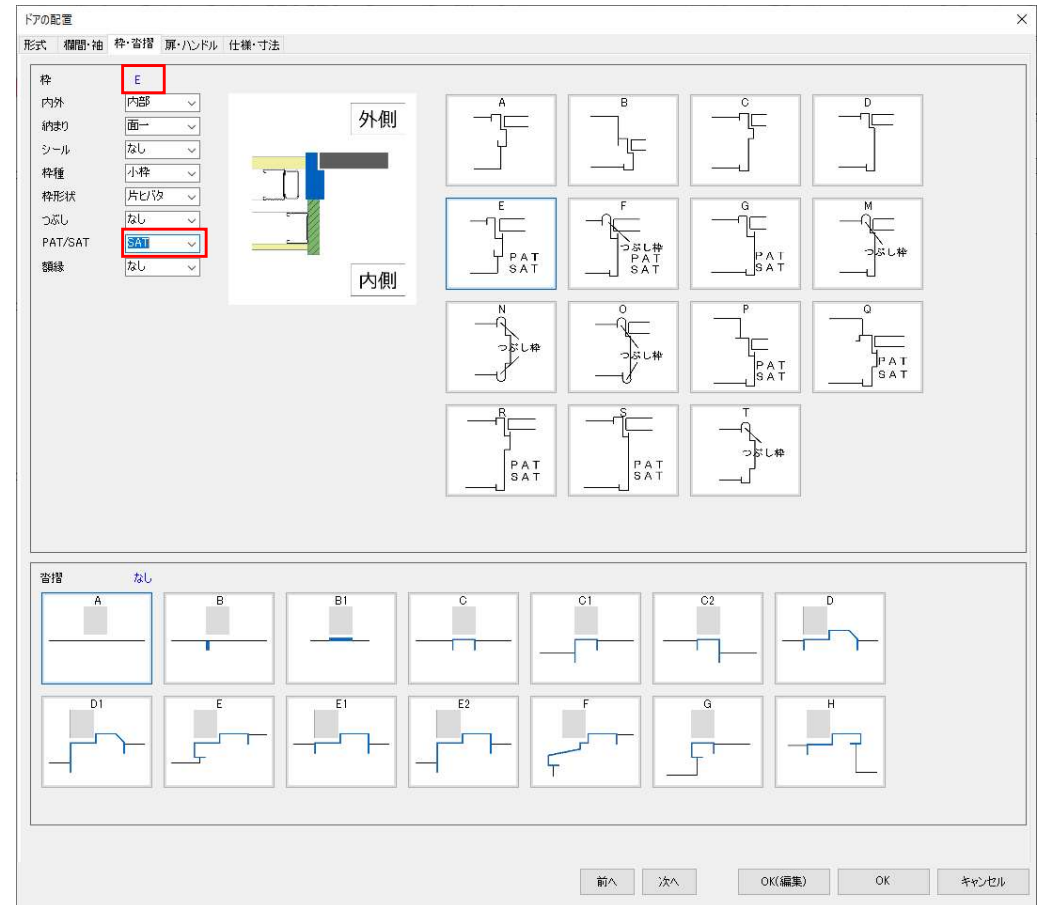 ドアの配置
形式 欄間・袖 枠・沓摺 扉・ハンドル 仕様・寸法
枠 E
内外 内部
納まり 面一
シール なし
枠種 小枠
枠形状 片ヒバタ
つぶし なし
PAT/SAT SAT
額縁 なし
外側
内側
A B C D
E F G M
PAT
SAT
つぶし枠
PAT
SAT
PAT
SAT
つぶし枠
N O P Q
つぶし枠
つぶし枠
PAT
SAT
PAT
SAT
R S T
PAT
SAT
PAT
SAT
つぶし枠
沓摺 なし
A B B1 C C1 C2 D
D1 E E1 E2 F G H
前へ 次へ OK(編集) OK キャンセル